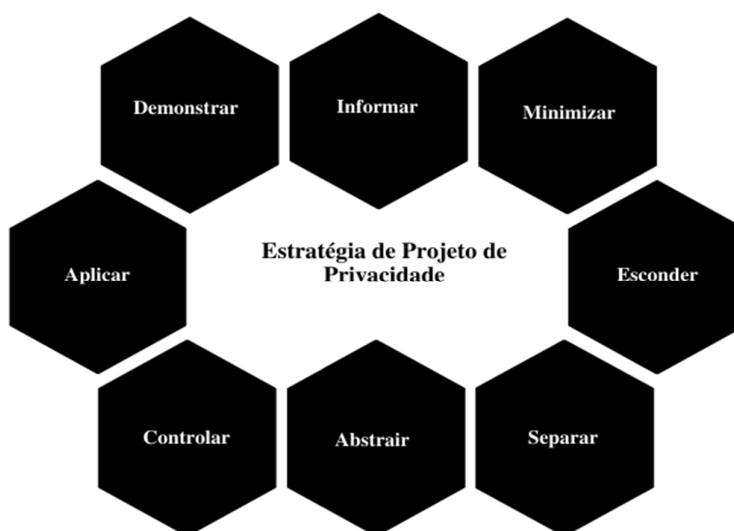 Demonstrar
Informar
Minimizar
Estratégia de Projeto de
Privacidade
Aplicar
Esconder
Controlar
Abstrair
Separar